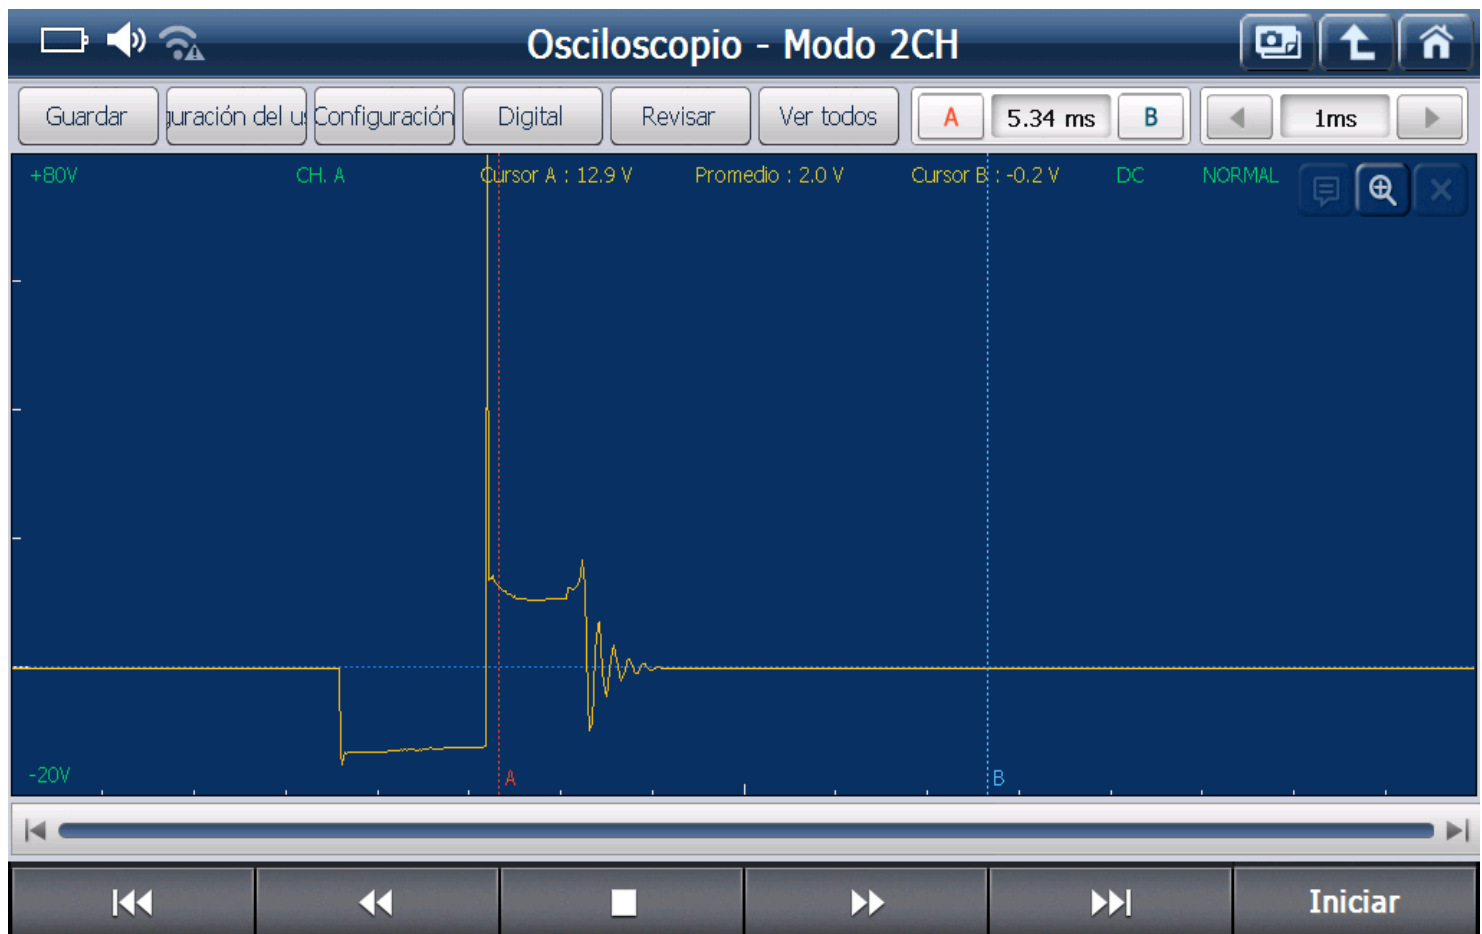 Osciloscopio - Modo 2CH
Guardar uración del u Configuración Digital Revisar Ver todos A 5.34 ms B 1ms
+80V CH. A Cursor A : 12.9 V Promedio : 2.0 V Cursor B : -0.2 V DC NORMAL
-20V A B
Iniciar